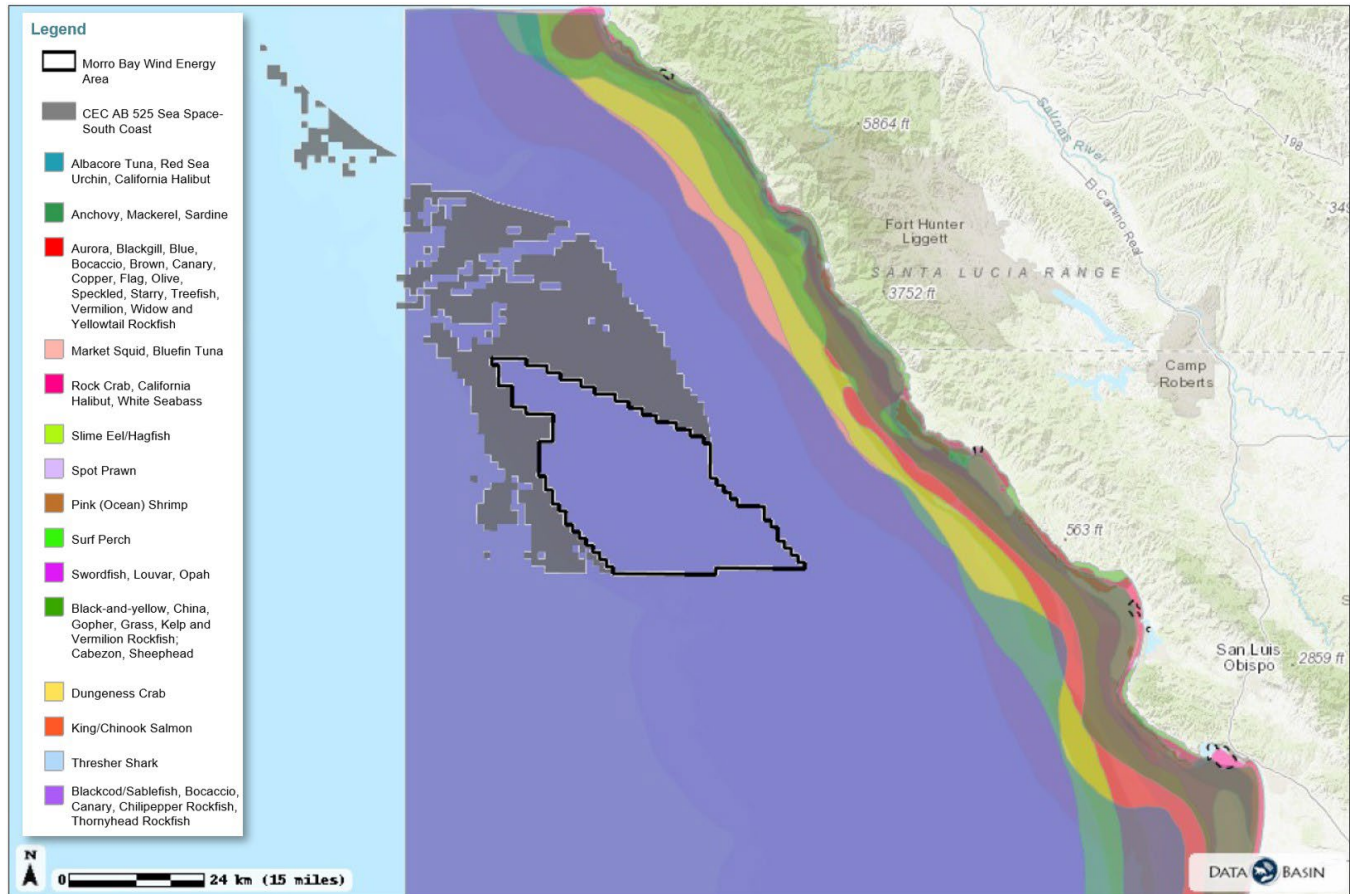 Legend
Morro Bay Wind Energy
Area
CEC AB 525 Sea Space-
South Coast
Albacore Tuna, Red Sea
Urchin, California Halibut
Anchovy, Mackerel, Sardine
Aurora, Blackgill, Blue,
Bocaccio, Brown, Canary,
Copper, Flag, Olive,
Speckled, Starry, Treefish,
Vermilion, Widow and
Yellowtail Rockfish
Market Squid, Bluefin Tuna
Rock Crab, California
Halibut, White Seabass
Slime Eel/Hagfish
Spot Prawn
Pink (Ocean) Shrimp
Surf Perch
Swordfish, Louvar, Opah
Black-and-yellow, China,
Gopher, Grass, Kelp and
Vermilion Rockfish;
Cabezon, Sheephead
Dungeness Crab
King/Chinook Salmon
Thresher Shark
Blackcod/Sablefish, Bocaccio,
Canary, Chilipepper Rockfish,
Thornyhead Rockfish
N
0 24 km (15 miles)
5864 ft
Salinas River
El Camino Real
198
Fort Hunter
Liggett
SANTA LUCIA RANGE
3752 ft
Camp
Roberts
563 ft
San Luis
Obispo
2859 ft
DATA BASIN